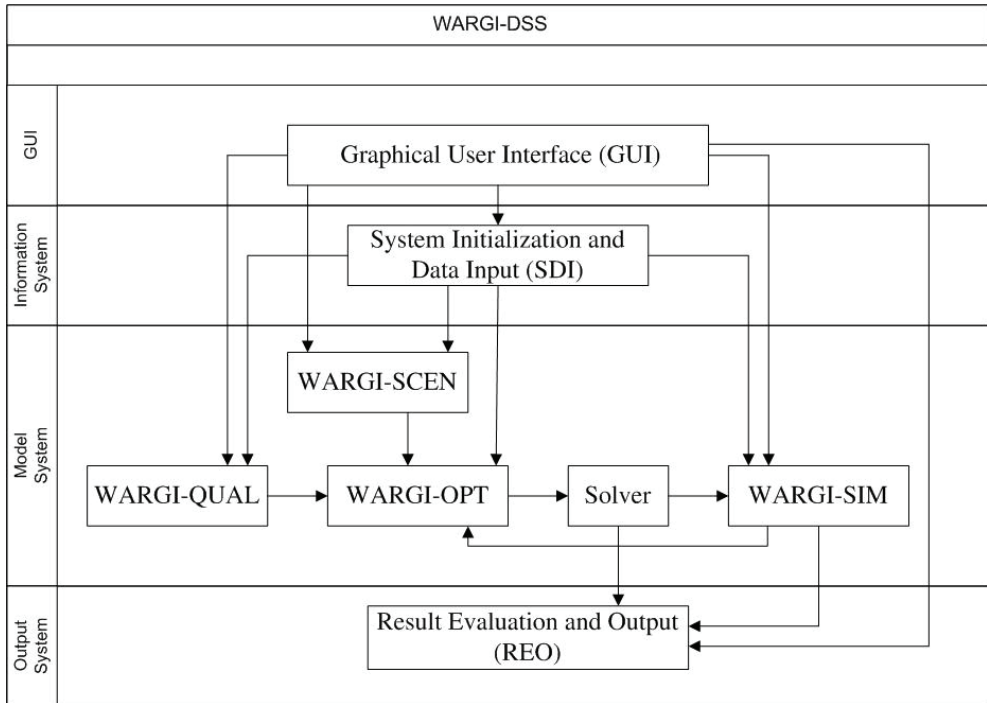 WARGI-DSS
GUI
Graphical User Interface (GUI)
Information
System
System Initialization and
Data Input (SDI)
Model
System
WARGI-SCEN
WARGI-QUAL
WARGI-OPT
Solver
WARGI-SIM
Output
System
Result Evaluation and Output
(REO)